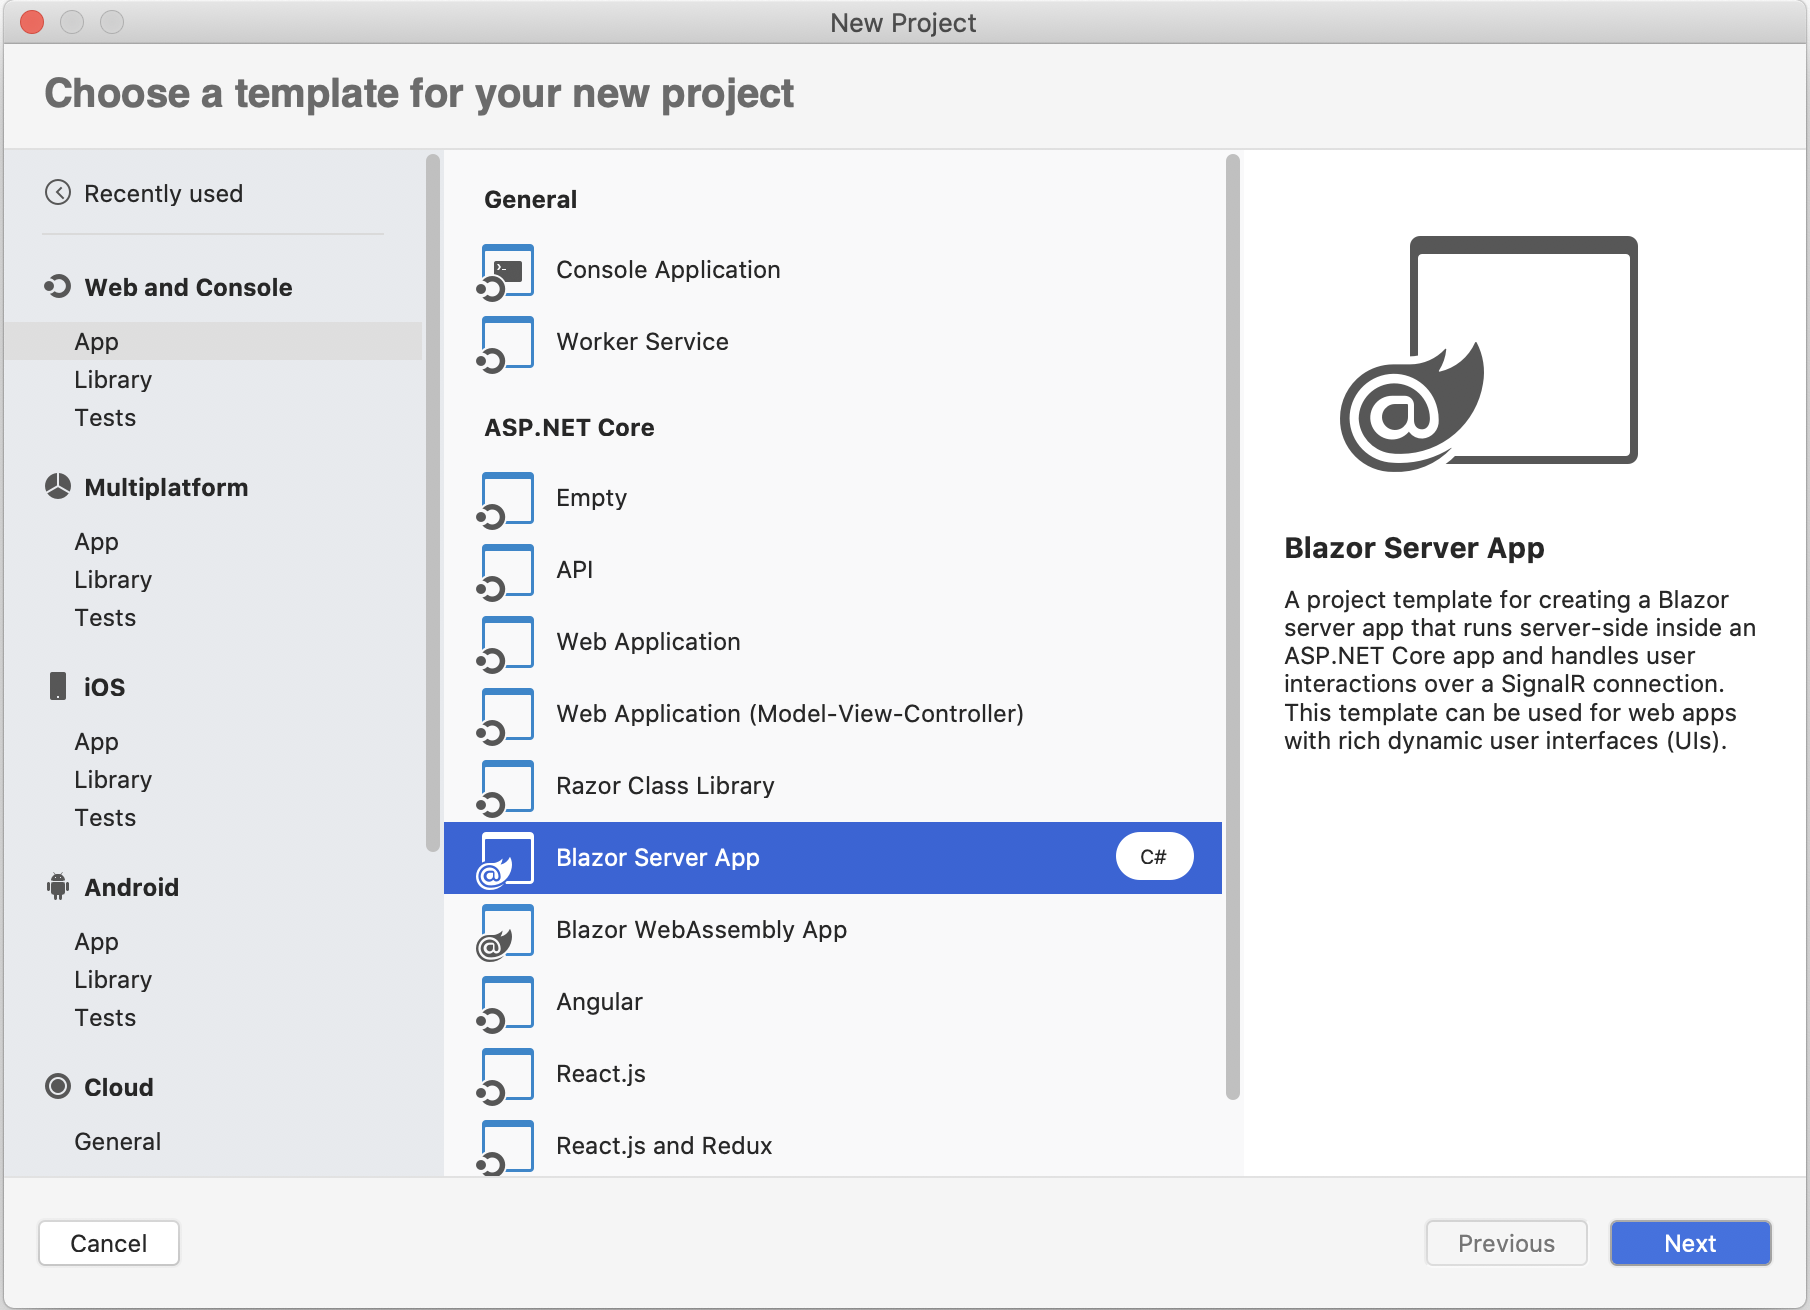 New Project
Choose a template for your new project
Recently used
Web and Console
App
Library
Tests
Multiplatform
App
Library
Tests
iOS
App
Library
Tests
Android
App
Library
Tests
Cloud
General
General
Console Application
Worker Service
ASP.NET Core
Empty
API
Web Application
Web Application (Model-View-Controller)
Razor Class Library
Blazor Server App
C#
Blazor WebAssembly App
Angular
React.js
React.js and Redux
Blazor Server App
A project template for creating a Blazor
server app that runs server-side inside an
ASP.NET Core app and handles user
interactions over a SignalR connection.
This template can be used for web apps
with rich dynamic user interfaces (UIs).
Cancel
Previous
Next